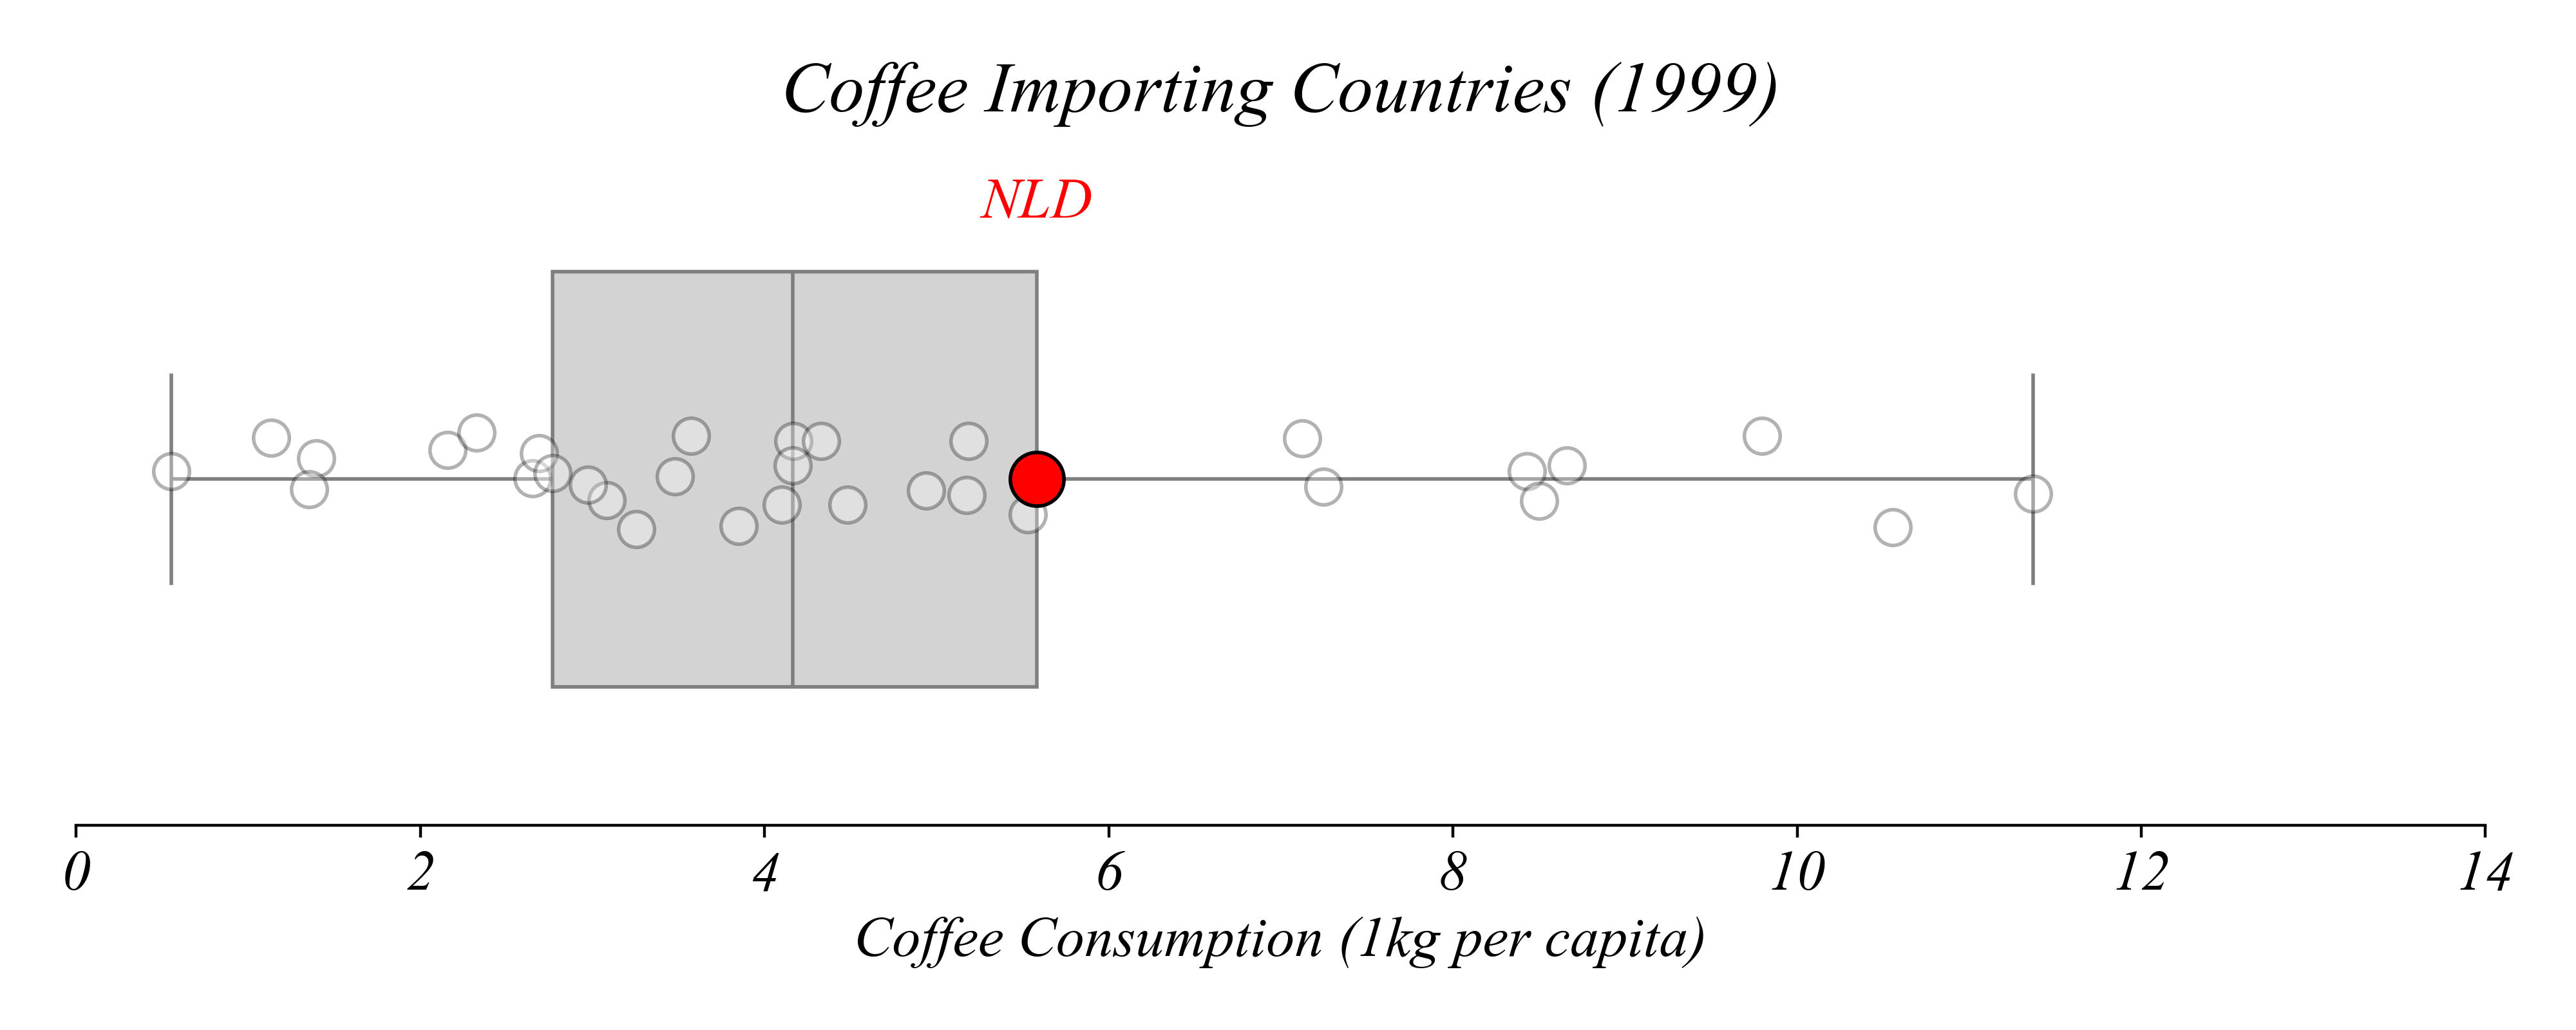 Coffee Importing Countries (1999)
NLD
0 2 4 6 8 10 12 14
Coffee Consumption (1kg per capita)